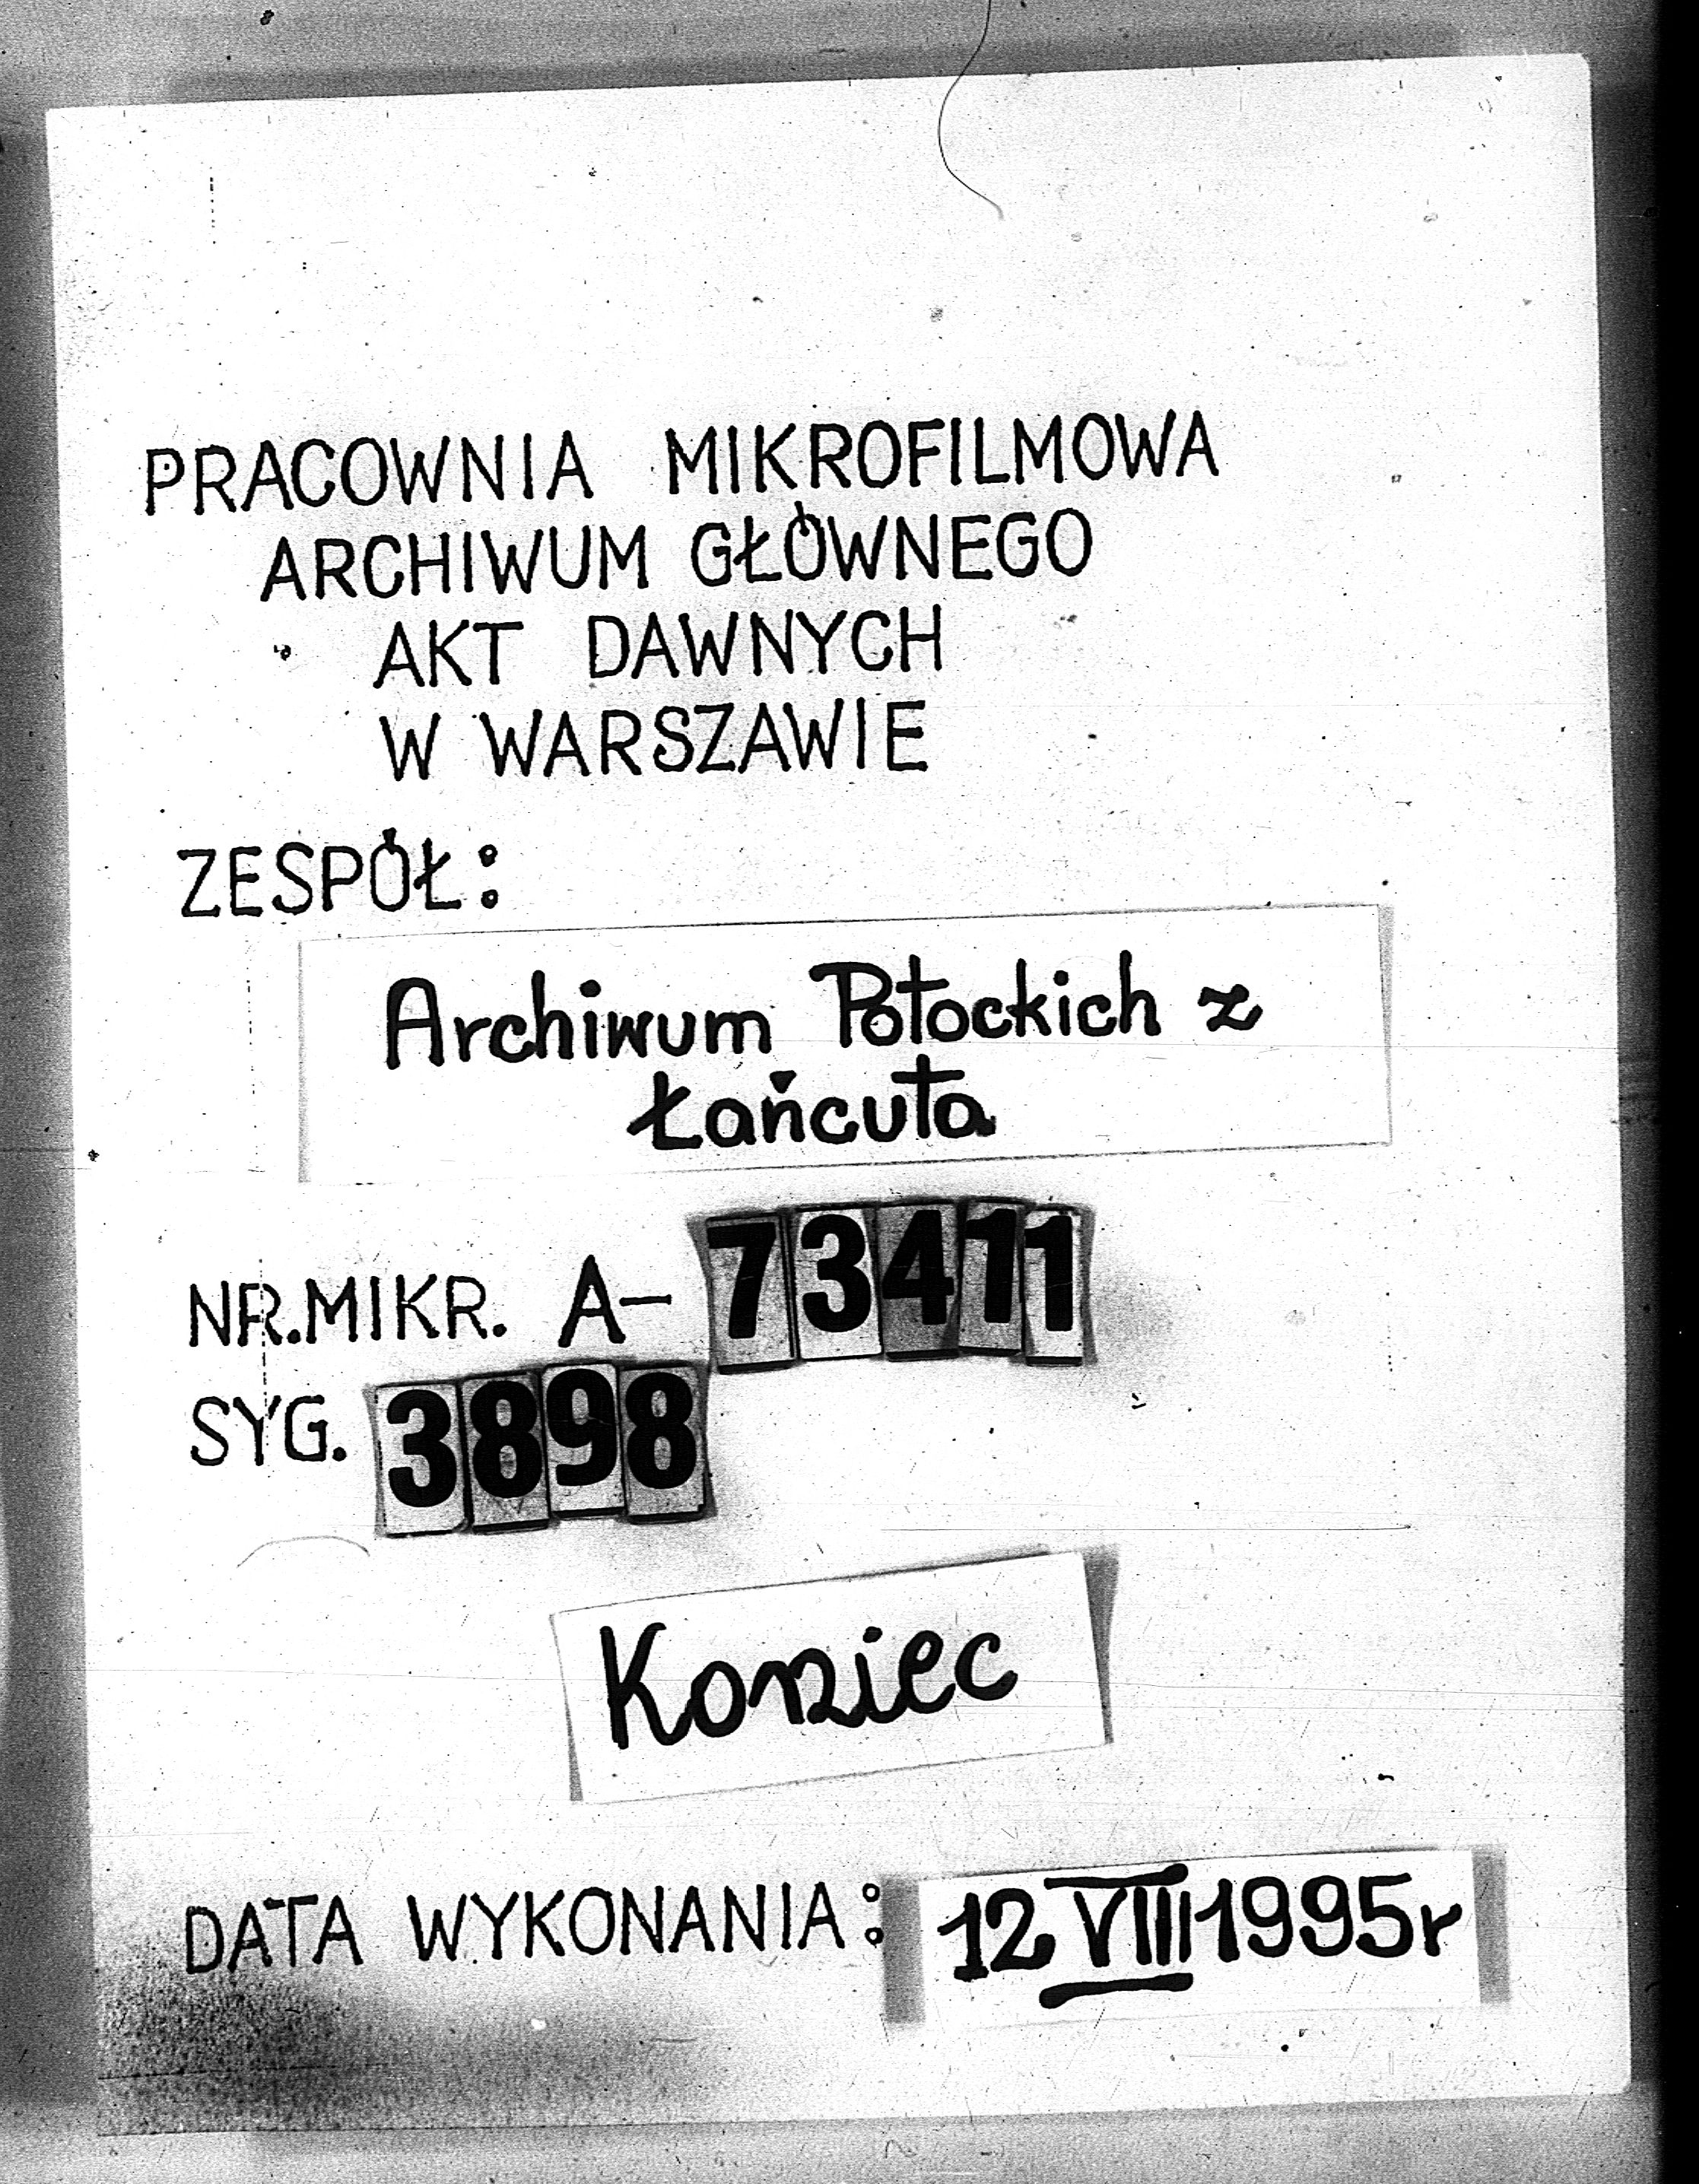 PRACOWNIA MIKROFILMOWA
ARCHIWUM GŁÓWNEGO
AKT DAWNYCH
W WARSZAWIE
ZESPÓŁ:
Archiwum Potockich z
Łańcuta
NR.MIKR. A- 73411
SYG. 3898
Koniec
DATA WYKONANIA: 12 VIII 1995r